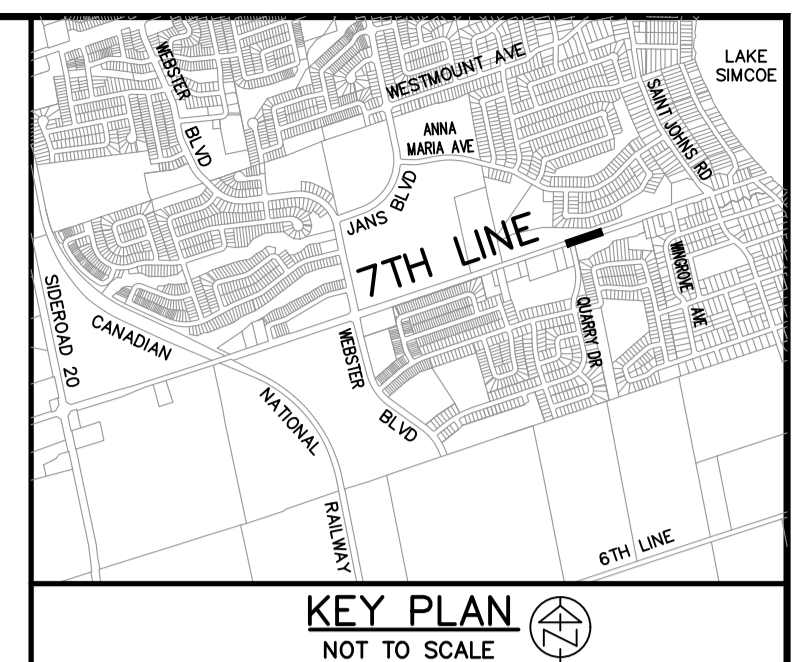 WEBSTER
BLVD
WESTMOUNT AVE
LAKE
SIMCOE
ANNA
MARIA AVE
SAINT JOHNS RD
JANS BLVD
7TH LINE
WINGROVE AVE
SIDEROAD 20
CANADIAN
NATIONAL
RAILWAY
WEBSTER
BLVD
QUARRY DR
6TH LINE
KEY PLAN
N
NOT TO SCALE